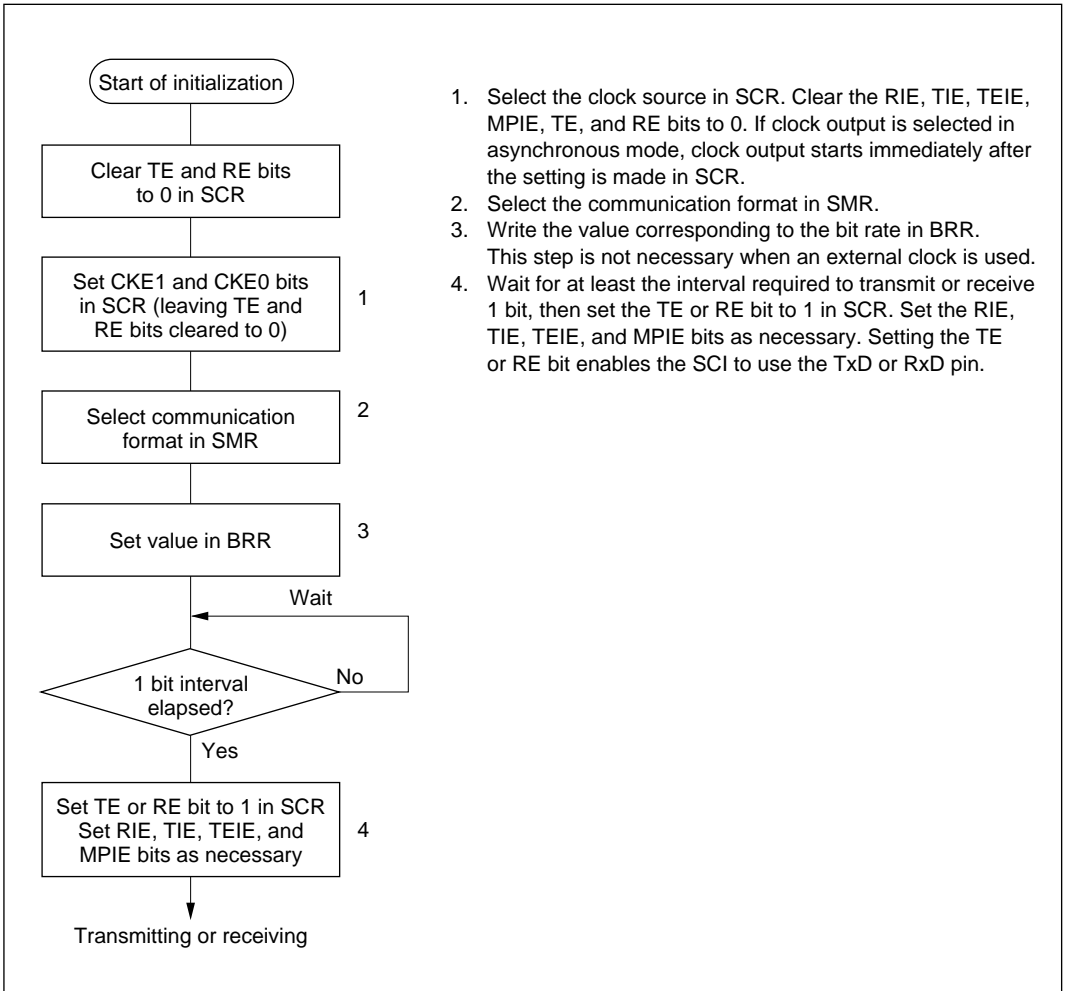 Start of initialization
Clear TE and RE bits
to 0 in SCR
Set CKE1 and CKE0 bits
in SCR (leaving TE and
RE bits cleared to 0)
1
Select communication
format in SMR
2
Set value in BRR
3
Wait
1 bit interval
elapsed?
No
Yes
Set TE or RE bit to 1 in SCR
Set RIE, TIE, TEIE, and
MPIE bits as necessary
4
Transmitting or receiving
1. Select the clock source in SCR. Clear the RIE, TIE, TEIE,
MPIE, TE, and RE bits to 0. If clock output is selected in
asynchronous mode, clock output starts immediately after
the setting is made in SCR.
2. Select the communication format in SMR.
3. Write the value corresponding to the bit rate in BRR.
This step is not necessary when an external clock is used.
4. Wait for at least the interval required to transmit or receive
1 bit, then set the TE or RE bit to 1 in SCR. Set the RIE,
TIE, TEIE, and MPIE bits as necessary. Setting the TE
or RE bit enables the SCI to use the TxD or RxD pin.